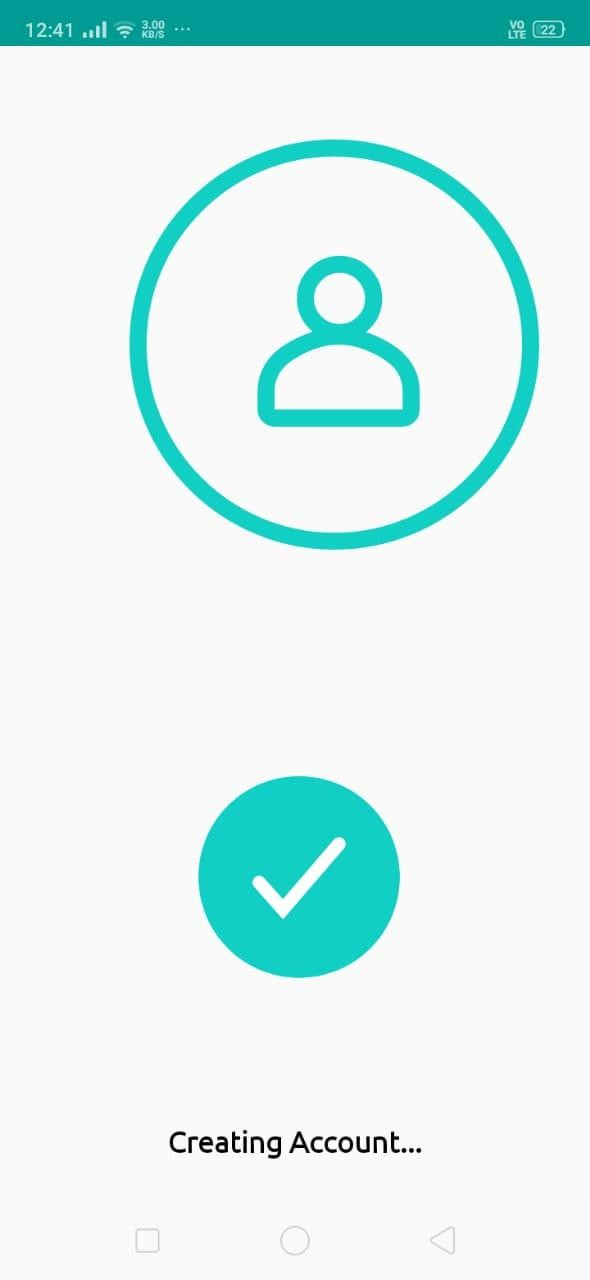 12:41 3.00 KB/S ... VO LTE 22
Creating Account...